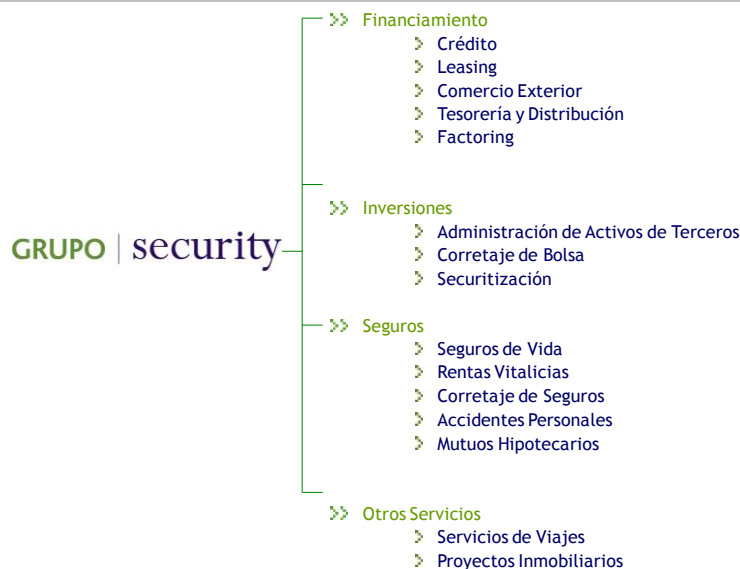 Financiamiento
Crédito
Leasing
Comercio Exterior
Tesorería y Distribución
Factoring
Inversiones
Administración de Activos de Terceros
Corretaje de Bolsa
Securitización
GRUPO | security
Seguros
Seguros de Vida
Rentas Vitalicias
Corretaje de Seguros
Accidentes Personales
Mutuos Hipotecarios
Otros Servicios
Servicios de Viajes
Proyectos Inmobiliarios